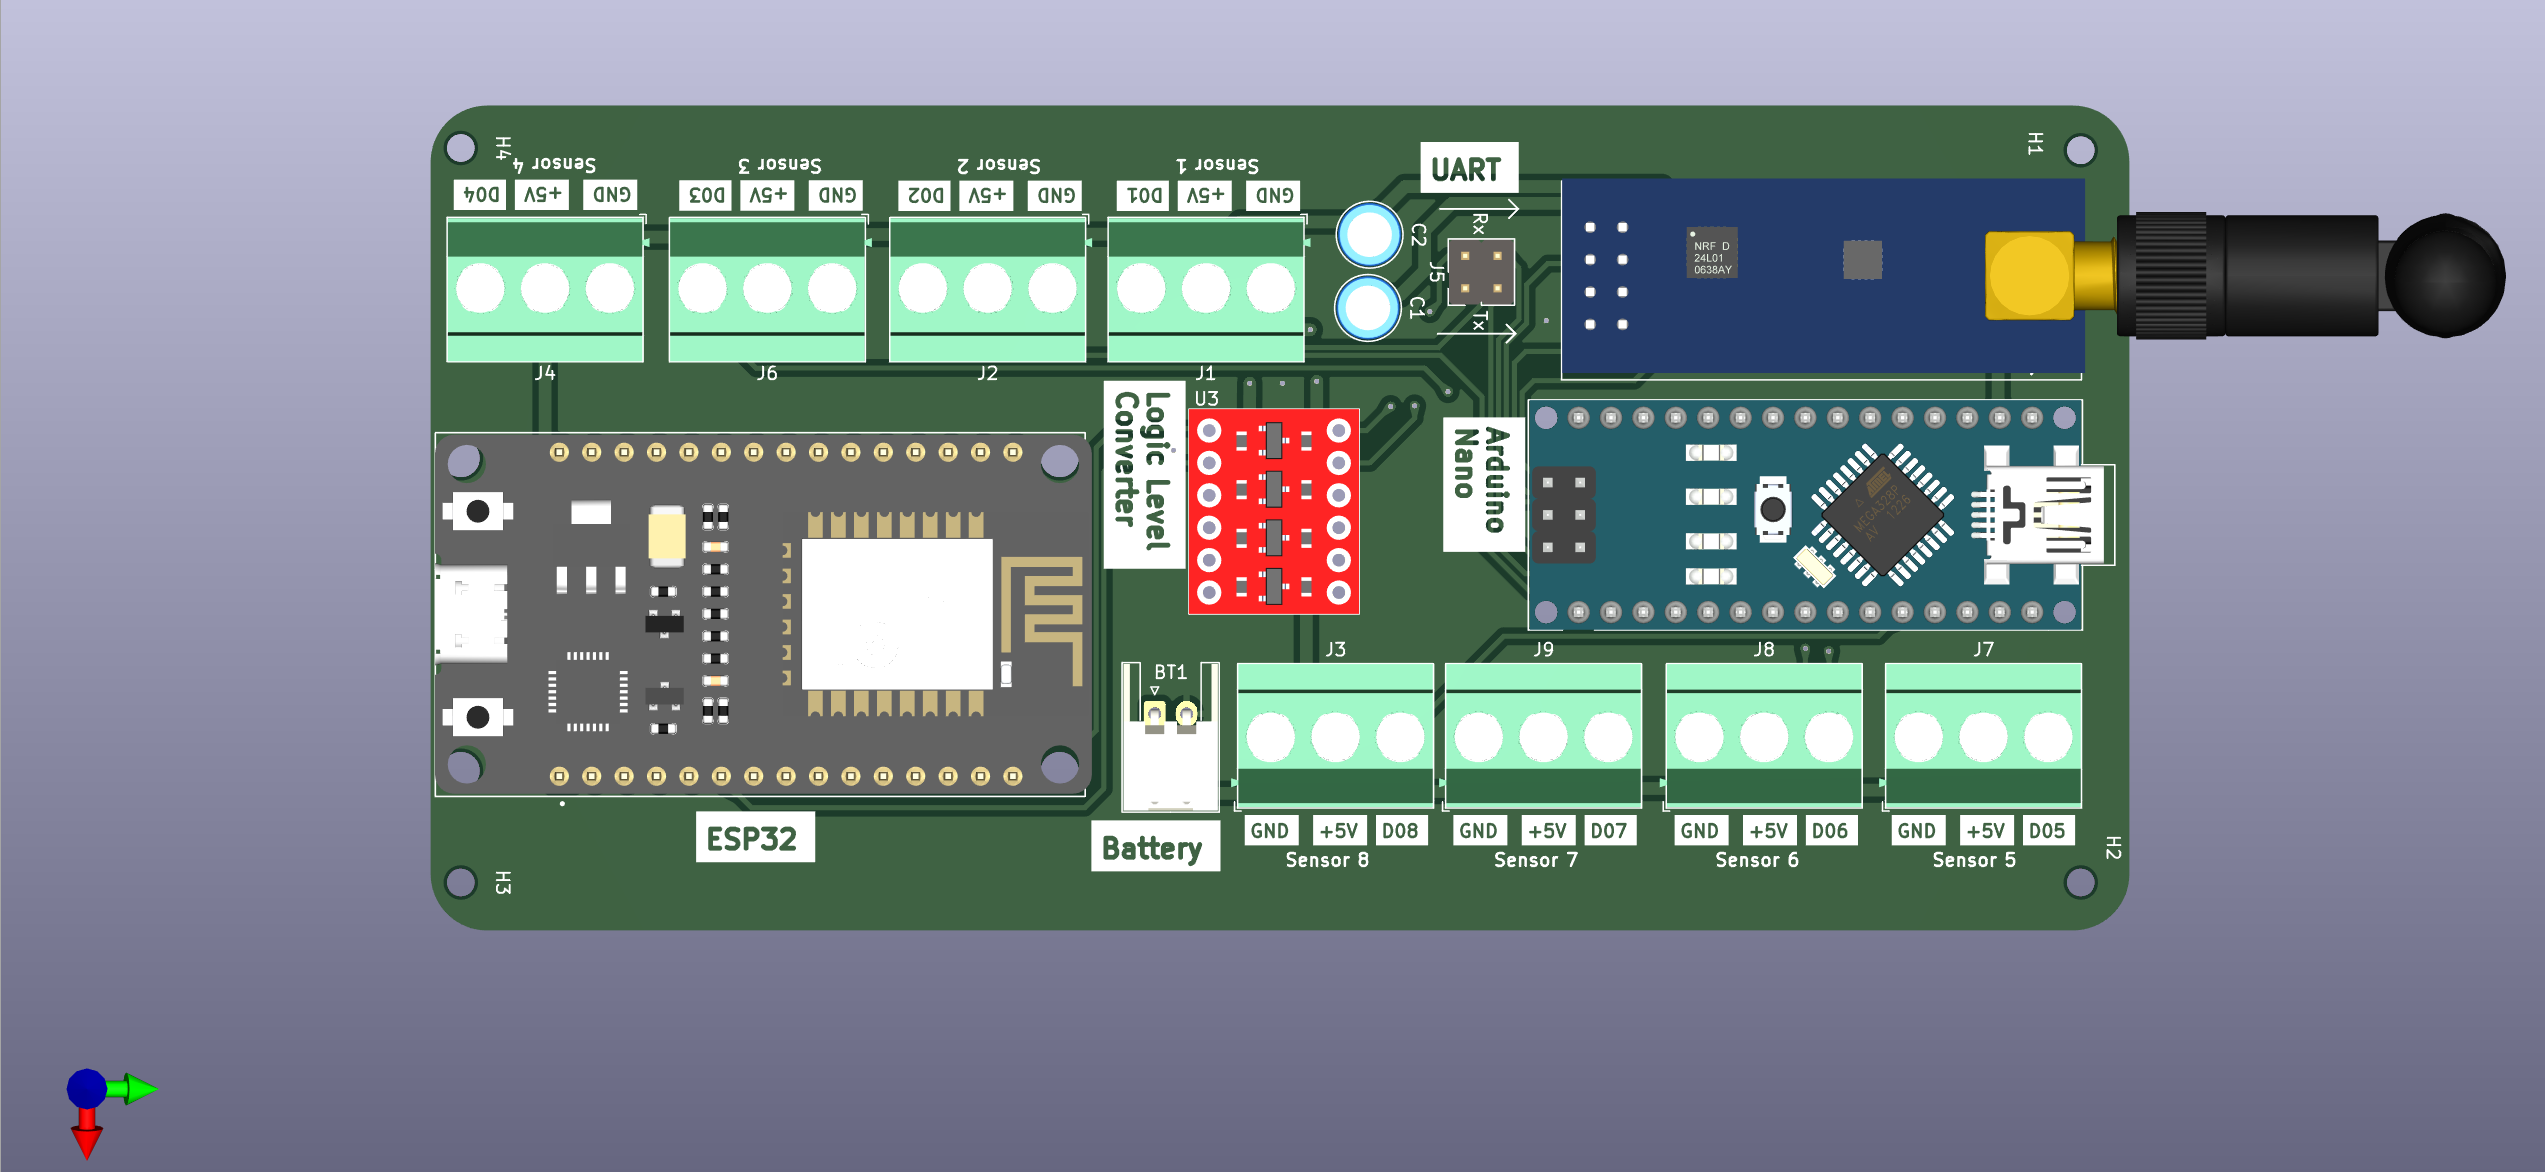 H4
Sensor 4
D04 +5V GND
J4
Sensor 3
D03 +5V GND
J6
Sensor 2
D02 +5V GND
J2
Sensor 1
D01 +5V GND
J1
C2
C1
UART
Rx
J5
Tx
NRF D
24L01
0638AY
H1
Logic Level
Converter
U3
Arduino
Nano
MEGA328P
AV 1226
ESP32
BT1
Battery
J3
GND +5V D08
Sensor 8
J9
GND +5V D07
Sensor 7
J8
GND +5V D06
Sensor 6
J7
GND +5V D05
Sensor 5
H3
H2